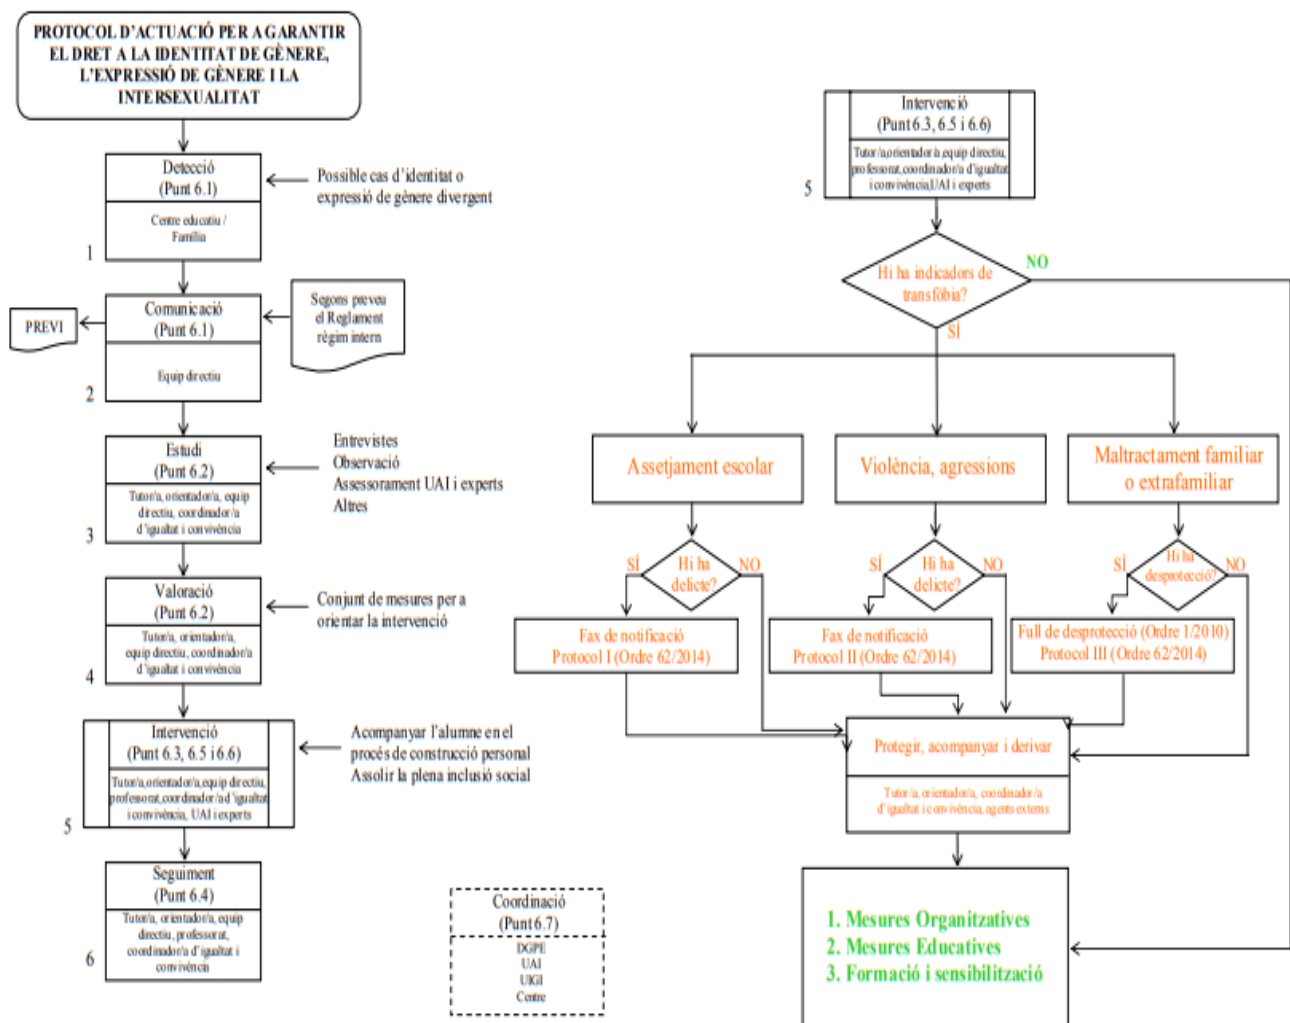 PROTOCOL D'ACTUACIÓ PER A GARANTIR
EL DRET A LA IDENTITAT DE GÈNERE,
L'EXPRESSIÓ DE GÈNERE I LA
INTERSEXUALITAT
Detecció
(Punt 6.1)
Centre educatiu /
Família
1
Possible cas d'identitat o
expressió de gènere divergent
Comunicació
(Punt 6.1)
Equip directiu
2
PREVI
Segons preveu
el Reglament
règim intern
Estudi
(Punt 6.2)
Tutor/a, orientador/a, equip
directiu, coordinador/a
d'igualtat i convivència
3
Entrevistes
Observació
Assessorament UAI i experts
Altres
Valoració
(Punt 6.2)
Tutor/a, orientador/a,
equip directiu, coordinador/a
d'igualtat i convivència
4
Conjunt de mesures per a
orientar la intervenció
Intervenció
(Punt 6.3, 6.5 i 6.6)
Tutor/a,orientador/a,equip directiu,
professorat,coordinador/a d'igualtat
i convivència, UAI i experts
5
Acompanyar l'alumne en el
procés de construcció personal
Assolir la plena inclusió social
Seguiment
(Punt 6.4)
Tutor/a, orientador/a, equip
directiu, professorat,
coordinador/a d'igualtat i
convivència
6
Coordinació
(Punt 6.7)
DGPE
UAI
UIGI
Centre
Intervenció
(Punt 6.3, 6.5 i 6.6)
Tutor/a,orientador/a,equip directiu,
professorat,coordinador/a d'igualtat
i convivència,UAI i experts
5
Hi ha indicadors de
transfòbia?
NO
SÍ
Assetjament escolar
Violència, agressions
Maltractament familiar
o extrafamiliar
SÍ
Hi ha
delicte?
NO
SÍ
Hi ha
delicte?
NO
SÍ
Hi ha
desprotecció?
NO
Fax de notificació
Protocol I (Ordre 62/2014)
Fax de notificació
Protocol II (Ordre 62/2014)
Full de desprotecció (Ordre 1/2010)
Protocol III (Ordre 62/2014)
Protegir, acompanyar i derivar
Tutor/a, orientador/a, coordinador/a
d'igualtat i convivència, agents externs
1. Mesures Organitzatives
2. Mesures Educatives
3. Formació i sensibilització